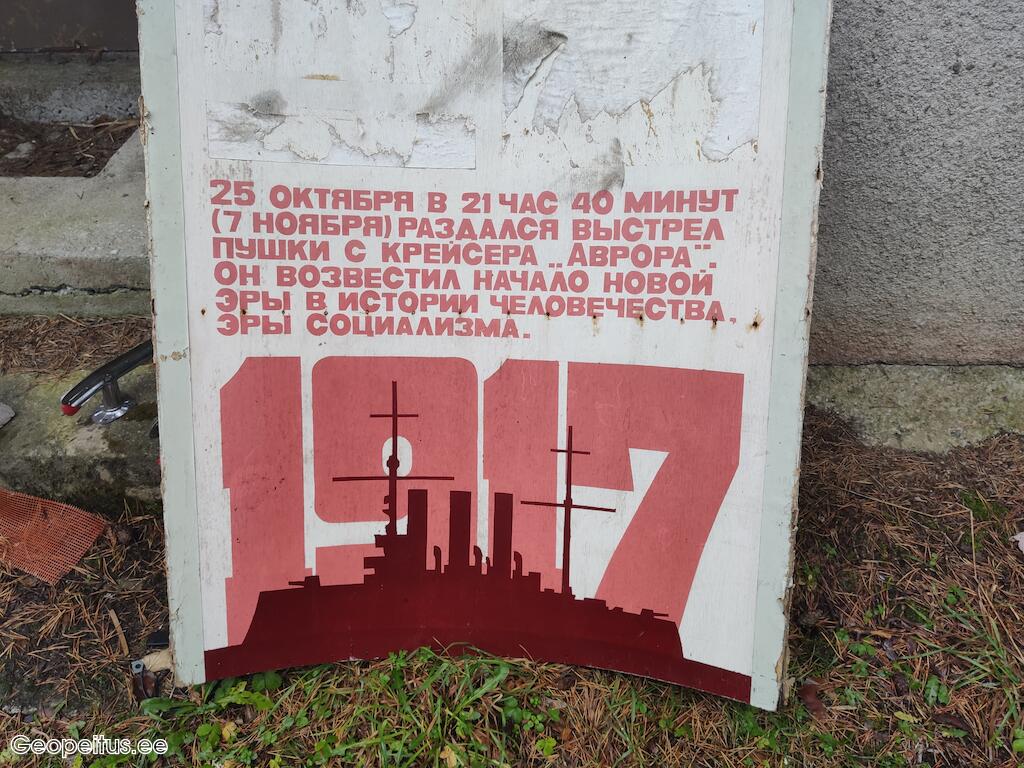 25 ОКТЯБРЯ В 21 ЧАС 40 МИНУТ
(7 НОЯБРЯ) РАЗДАЛСЯ ВЫСТРЕЛ
ПУШКИ С КРЕЙСЕРА „АВРОРА“.
ОН ВОЗВЕСТИЛ НАЧАЛО НОВОЙ
ЭРЫ В ИСТОРИИ ЧЕЛОВЕЧЕСТВА,
ЭРЫ СОЦИАЛИЗМА.
1917
Geopeitus.ee